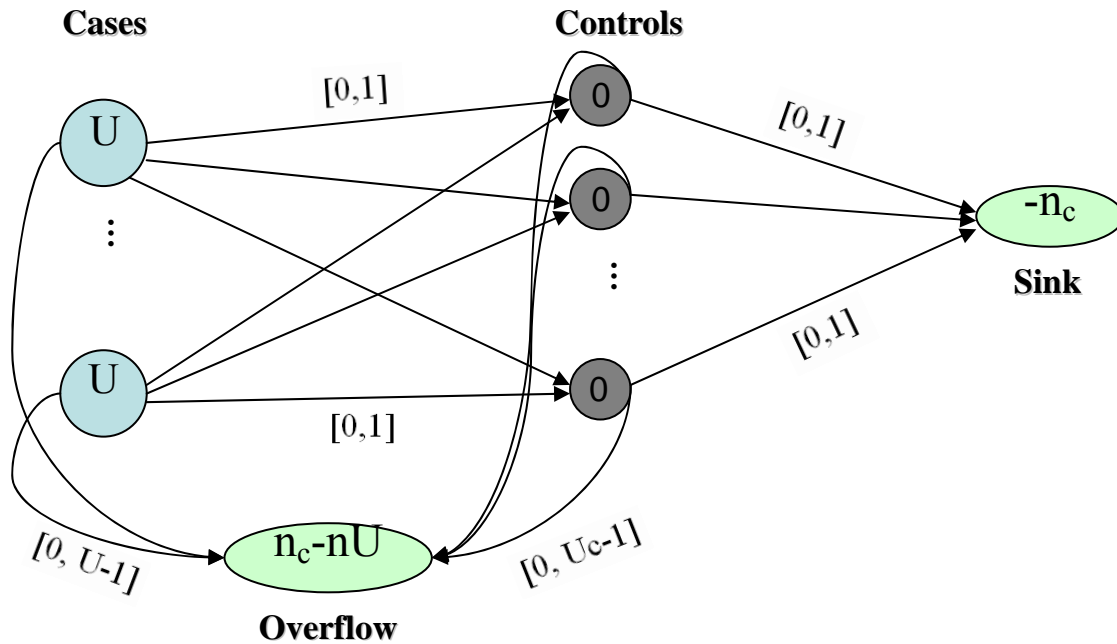 Cases
Controls
[0,1]
0
[0,1]
U
0
-n_c
⋮
⋮
Sink
[0,1]
U
0
[0,1]
n_c-nU
[0, U-1]
[0, Uc-1]
Overflow